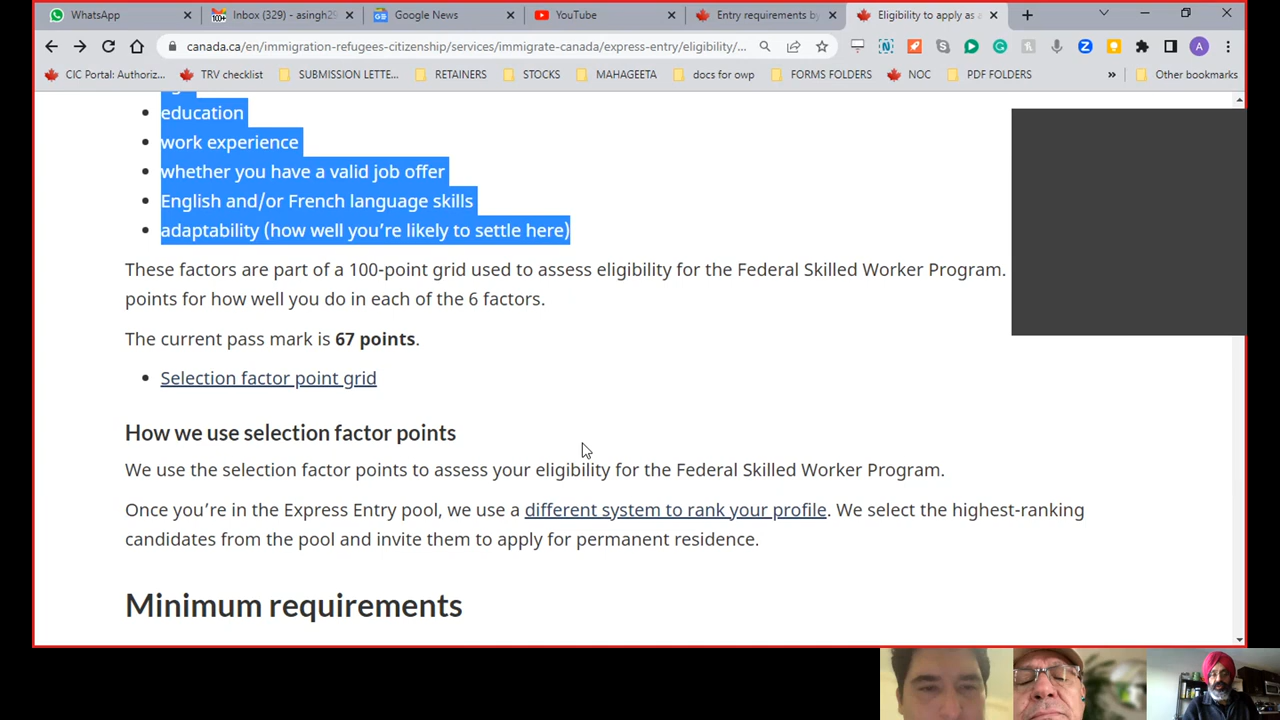 WhatsApp
Inbox (329) - asingh29
Google News
YouTube
Entry requirements by
Eligibility to apply as a
canada.ca/en/immigration-refugees-citizenship/services/immigrate-canada/express-entry/eligibility/...
CIC Portal: Authoriz...
TRV checklist
SUBMISSION LETTE...
RETAINERS
STOCKS
MAHAGEETA
docs for owp
FORMS FOLDERS
NOC
PDF FOLDERS
»
Other bookmarks
• education
• work experience
• whether you have a valid job offer
• English and/or French language skills
• adaptability (how well you’re likely to settle here)
These factors are part of a 100-point grid used to assess eligibility for the Federal Skilled Worker Program.
points for how well you do in each of the 6 factors.
The current pass mark is 67 points.
• Selection factor point grid
How we use selection factor points
We use the selection factor points to assess your eligibility for the Federal Skilled Worker Program.
Once you’re in the Express Entry pool, we use a different system to rank your profile. We select the highest-ranking
candidates from the pool and invite them to apply for permanent residence.
Minimum requirements